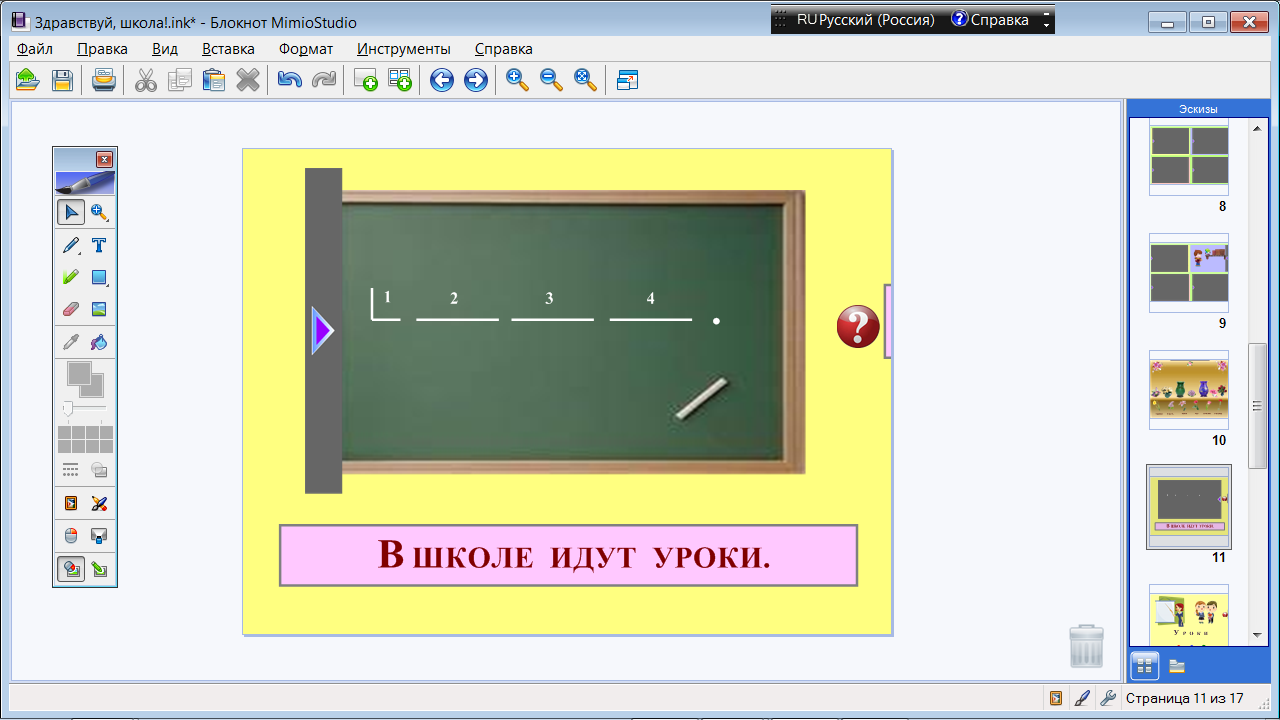 Здравствуй, школа!.ink* - Блокнот MimioStudio
RU Русский (Россия) Справка
Файл Правка Вид Вставка Формат Инструменты Справка
Эскизы
8
9
10
11
Уроки
1 2 3 4 .
?
В ШКОЛЕ ИДУТ УРОКИ.
Страница 11 из 17